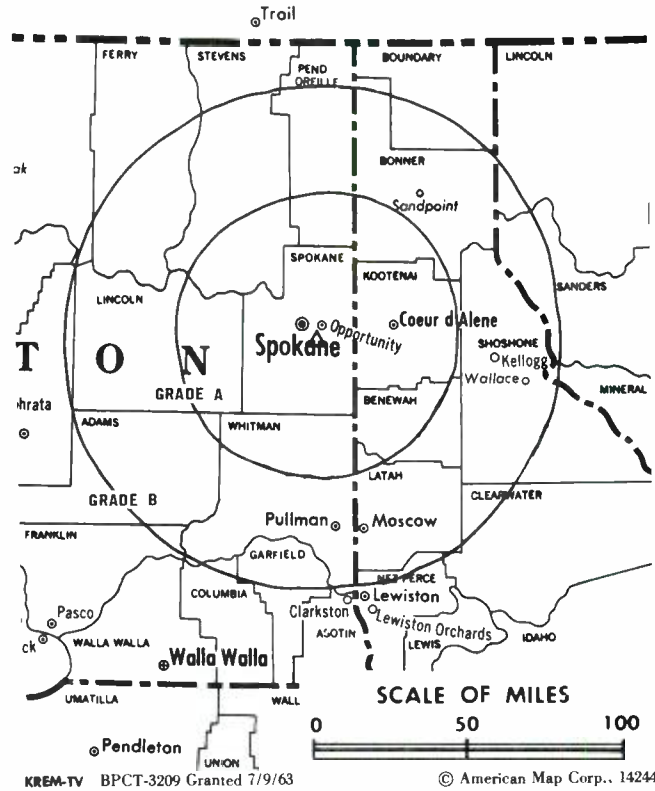 Trail
FERRY
STEVENS
PEND
OREILLE
BOUNDARY
LINCOLN
BONNER
ak
Sandpoint
SPOKANE
KOOTENAI
SANDERS
LINCOLN
Spokane
Opportunity
Coeur d'Alene
SHOSHONE
Kellogg
T O N
Wallace
MINERAL
GRADE A
BENEWAH
hrata
ADAMS
WHITMAN
LATAH
GRADE B
CLEARWATER
Pullman
Moscow
FRANKLIN
GARFIELD
NEZ PERCE
COLUMBIA
Clarkston
Lewiston
Lewiston Orchards
Pasco
ck
WALLA WALLA
ASOTIN
LEWIS
IDAHO
Walla Walla
UMATILLA
WALL
SCALE OF MILES
0 50 100
Pendleton
UNION
KREM-TV BPCT-3209 Granted 7/9/63
© American Map Corp., 14244